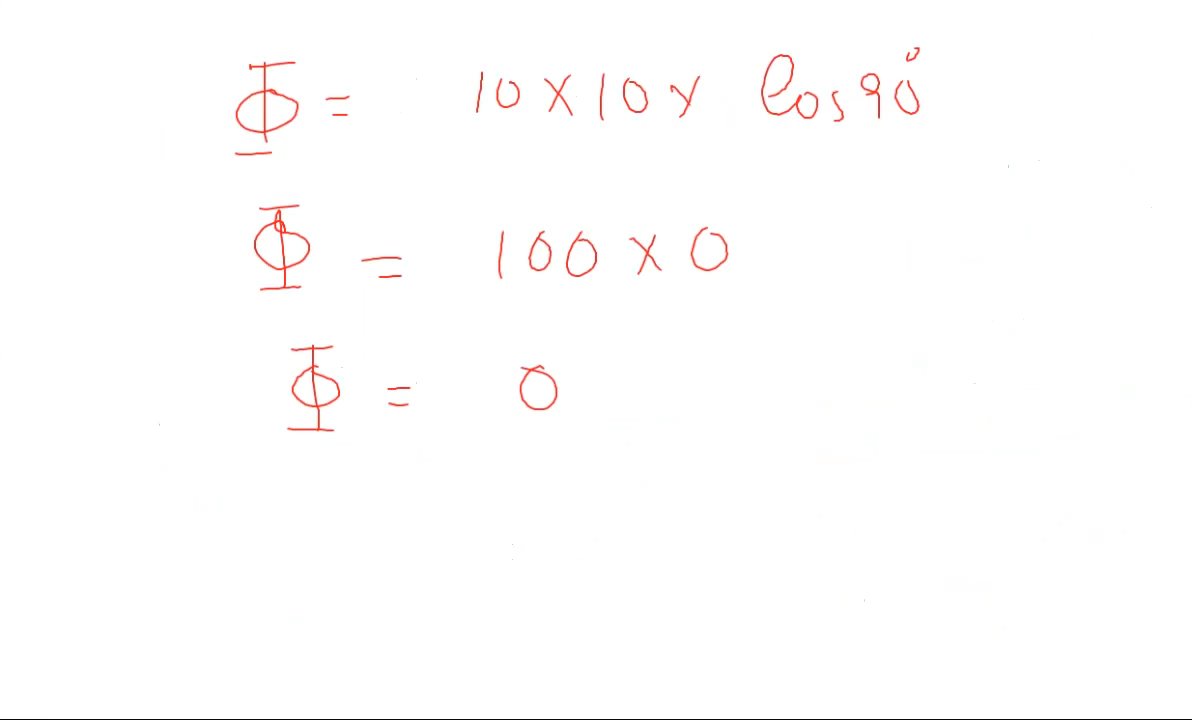 Φ = 10 × 10 × Cos 90°
Φ = 100 × 0
Φ = 0